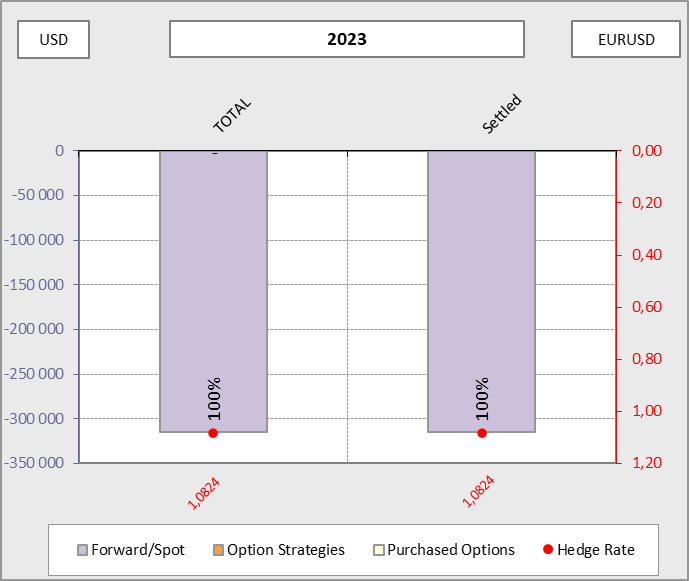 USD
2023
EURUSD
TOTAL
Settled
0
-50 000
-100 000
-150 000
-200 000
-250 000
-300 000
-350 000
0,00
0,20
0,40
0,60
0,80
1,00
1,20
100%
100%
1,0824
1,0824
Forward/Spot
Option Strategies
Purchased Options
Hedge Rate